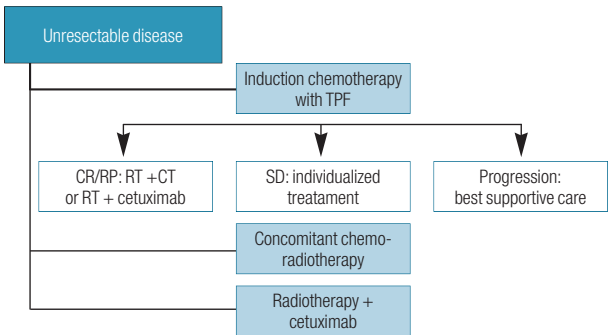 Unresectable disease
Induction chemotherapy
with TPF
CR/RP: RT +CT
or RT + cetuximab
SD: individualized
treatament
Progression:
best supportive care
Concomitant chemo-
radiotherapy
Radiotherapy +
cetuximab